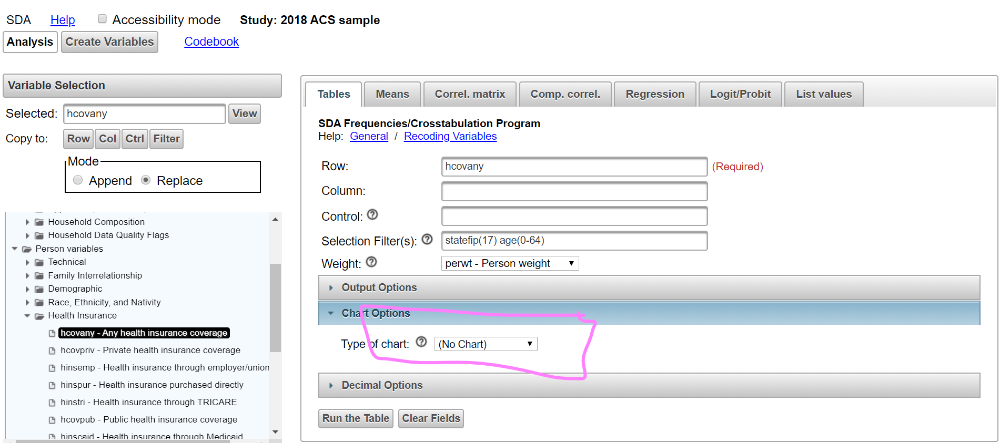 SDA Help Accessibility mode Study: 2018 ACS sample
Analysis Create Variables Codebook
Variable Selection
Selected: hcovany View
Copy to: Row Col Ctrl Filter
Mode
Append Replace
Household Composition
Household Data Quality Flags
Person variables
Technical
Family Interrelationship
Demographic
Race, Ethnicity, and Nativity
Health Insurance
hcovany - Any health insurance coverage
hcovpriv - Private health insurance coverage
hinsemp - Health insurance through employer/union
hinspur - Health insurance purchased directly
hinstri - Health insurance through TRICARE
hcovpub - Public health insurance coverage
hinscaid - Health insurance through Medicaid
Tables Means Correl. matrix Comp. correl. Regression Logit/Probit List values
SDA Frequencies/Crosstabulation Program
Help: General / Recoding Variables
Row: hcovany (Required)
Column:
Control: ?
Selection Filter(s): ? statefip(17) age(0-64)
Weight: ? perwt - Person weight
Output Options
Chart Options
Type of chart: ? (No Chart)
Decimal Options
Run the Table Clear Fields